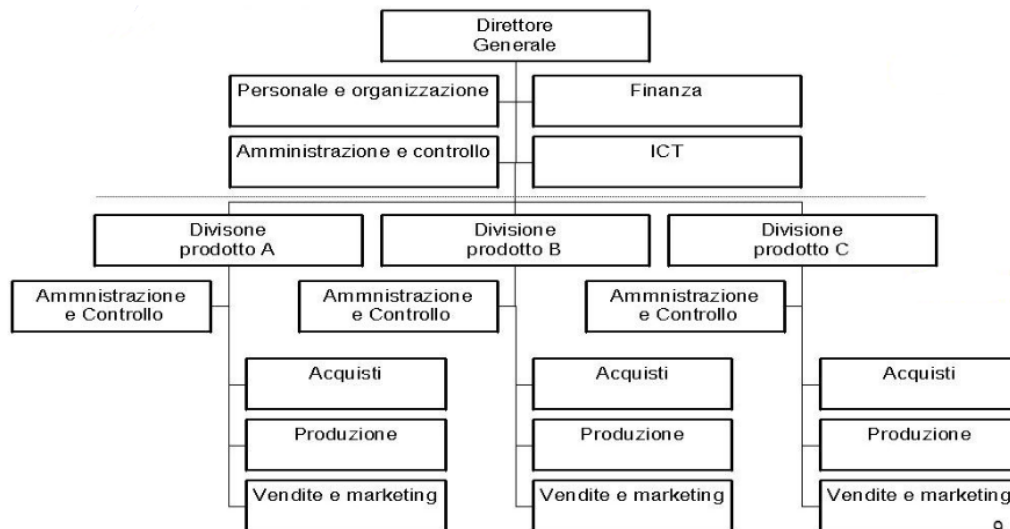 Direttore
Generale
Personale e organizzazione
Finanza
Amministrazione e controllo
ICT
Divisone
prodotto A
Divisione
prodotto B
Divisione
prodotto C
Ammnistrazione
e Controllo
Ammnistrazione
e Controllo
Ammnistrazione
e Controllo
Acquisti
Acquisti
Acquisti
Produzione
Produzione
Produzione
Vendite e marketing
Vendite e marketing
Vendite e marketing